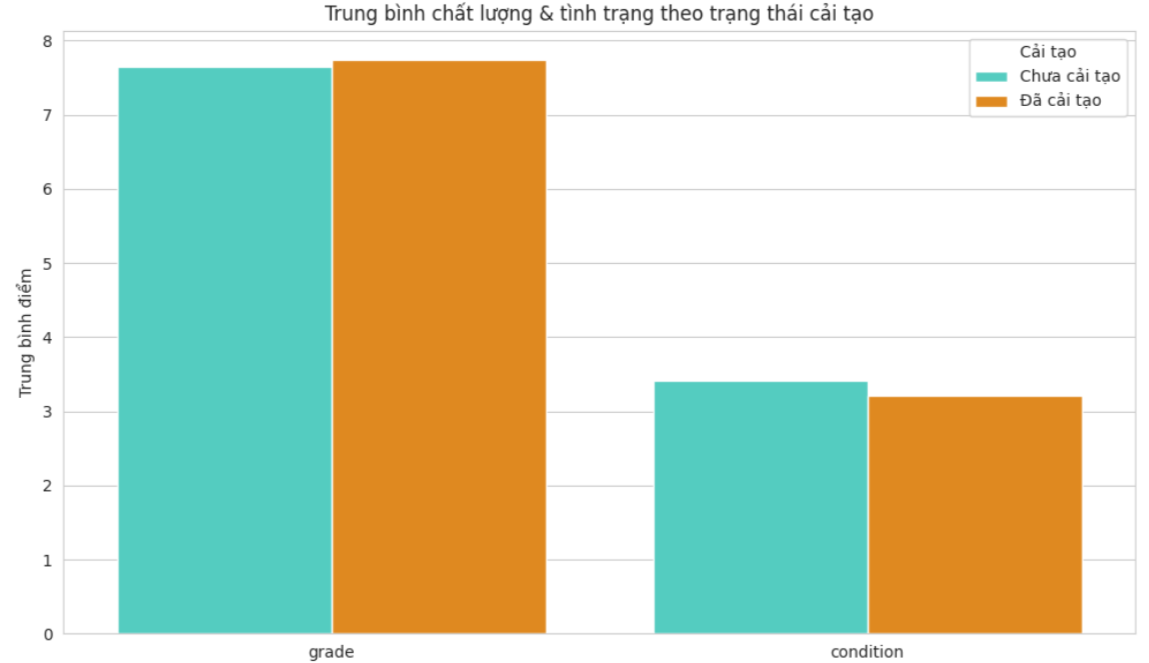 Trung bình chất lượng & tình trạng theo trạng thái cải tạo
8
7
6
5
4
3
2
1
0
Trung bình điểm
Cải tạo
Chưa cải tạo
Đã cải tạo
grade
condition